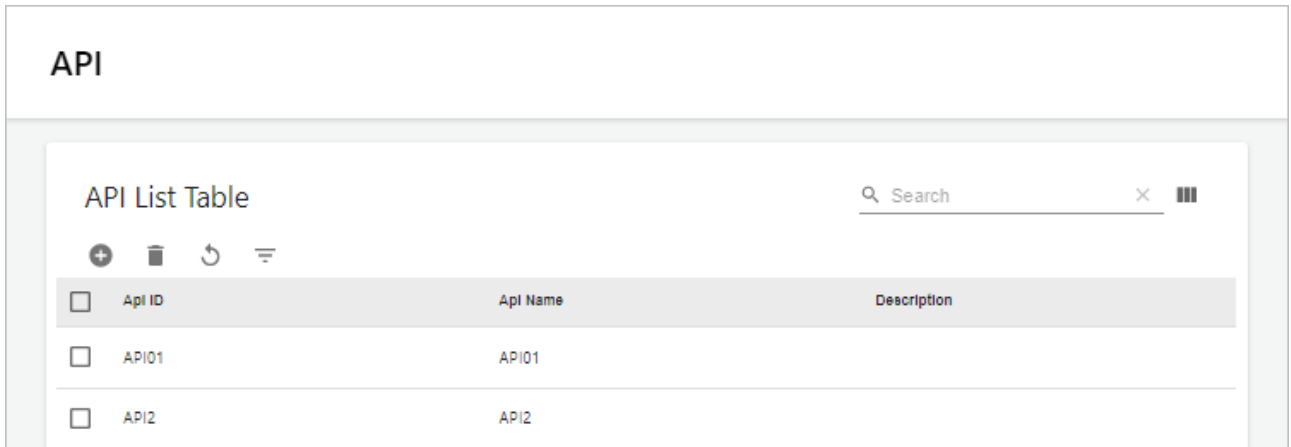 API
API List Table
Search
Api ID Api Name Description
API01 API01
API2 API2